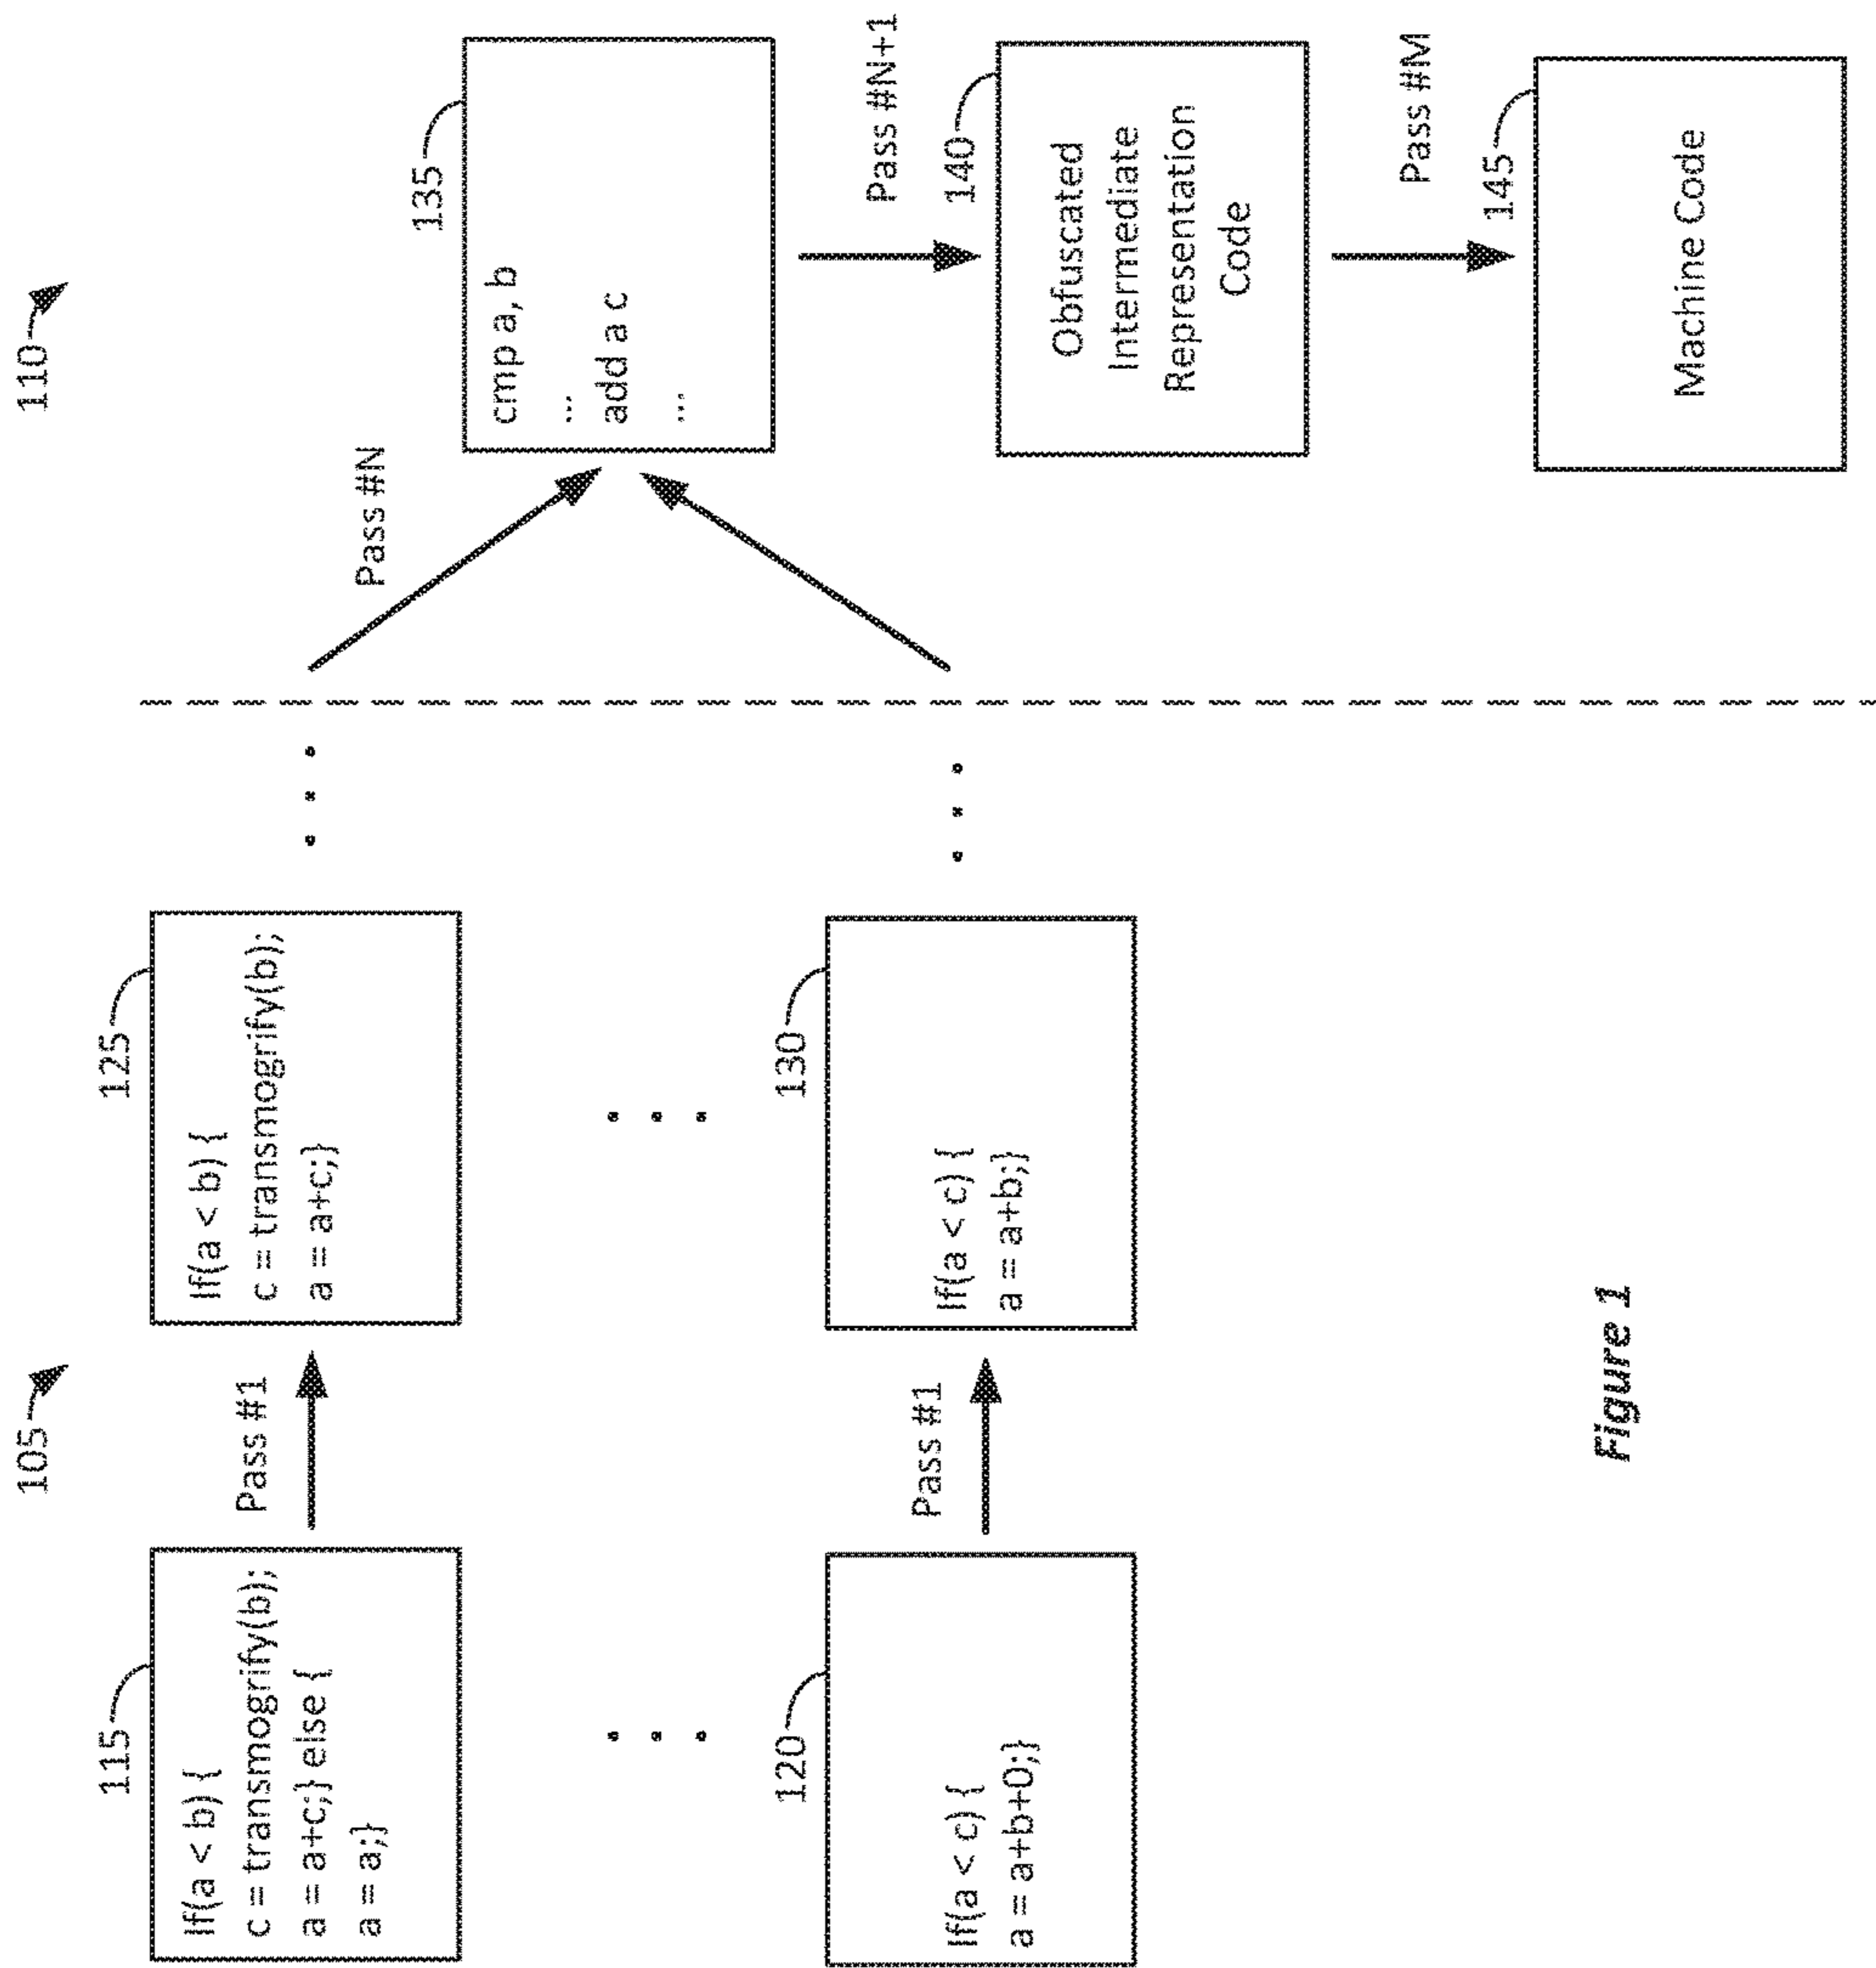 105
110
115
If(a < b) {
c = transmogrify(b);
a = a+c;} else {
a = a;}
Pass #1
125
If(a < b) {
c = transmogrify(b);
a = a+c;}
Pass #N
135
cmp a, b
...
add a c
...
120
If(a < c) {
a = a+b+0;}
Pass #1
130
If(a < c) {
a = a+b;}
Pass #N+1
140
Obfuscated
Intermediate
Representation
Code
Pass #M
145
Machine Code
Figure 1